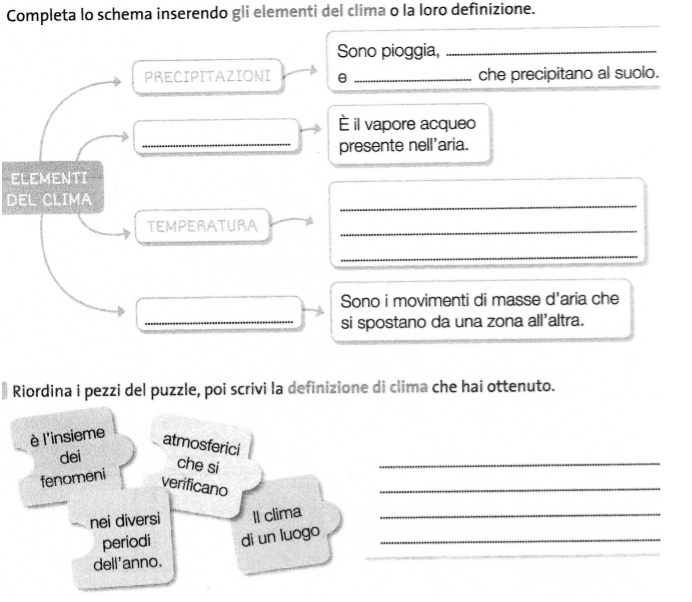 Completa lo schema inserendo gli elementi del clima o la loro definizione.
PRECIPITAZIONI
Sono pioggia,
e che precipitano al suolo.
È il vapore acqueo
presente nell'aria.
ELEMENTI
DEL CLIMA
TEMPERATURA
Sono i movimenti di masse d'aria che
si spostano da una zona all'altra.
Riordina i pezzi del puzzle, poi scrivi la definizione di clima che hai ottenuto.
è l'insieme
dei
fenomeni
atmosferici
che si
verificano
nei diversi
periodi
dell'anno.
Il clima
di un luogo